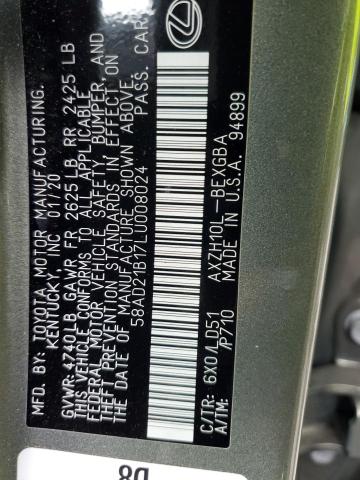 MFD. BY: TOYOTA MOTOR MANUFACTURING,
KENTUCKY, INC. 01/20
GVWR: 4740LB GAWR FR 2625 LB RR 2425 LB
THIS VEHICLE CONFORMS TO ALL APPLICABLE
FEDERAL MOTOR VEHICLE SAFETY, BUMPER, AND
THEFT PREVENTION STANDARDS IN EFFECT ON
THE DATE OF MANUFACTURE SHOWN ABOVE.
58AD21B17LU008024 PASS. CAR
C/TR: 6X0/LD51 AXZH10L-BEXGBA
A/TM: /P710 MADE IN U.S.A. 94899
D8